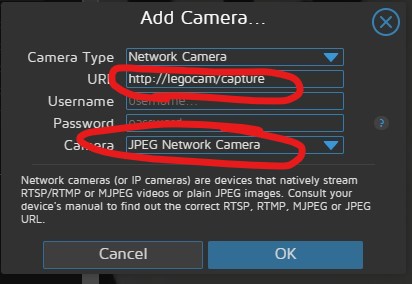 Add Camera...
Camera Type Network Camera
URL http://legocam/capture
Username username...
Password password...
?
Camera JPEG Network Camera
Network cameras (or IP cameras) are devices that natively stream
RTSP/RTMP or MJPEG videos or plain JPEG images. Consult your
device's manual to find out the correct RTSP, RTMP, MJPEG or JPEG
URL.
Cancel OK